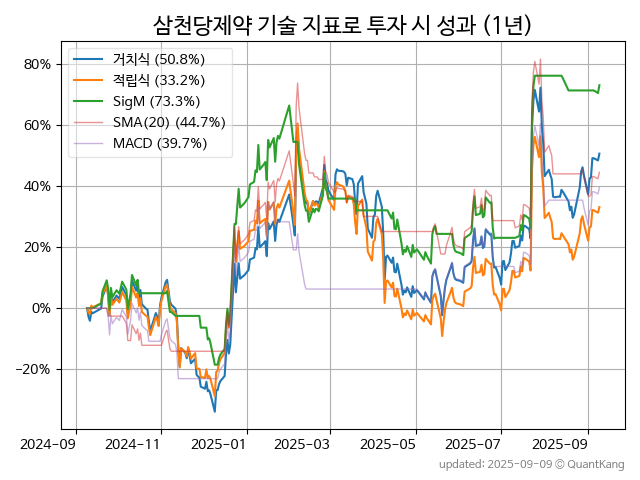 삼천당제약 기술 지표로 투자 시 성과 (1년)
거치식 (50.8%)
적립식 (33.2%)
SigM (73.3%)
SMA(20) (44.7%)
MACD (39.7%)
80%
60%
40%
20%
0%
−20%
2024-09 2024-11 2025-01 2025-03 2025-05 2025-07 2025-09
updated: 2025-09-09 © QuantKang